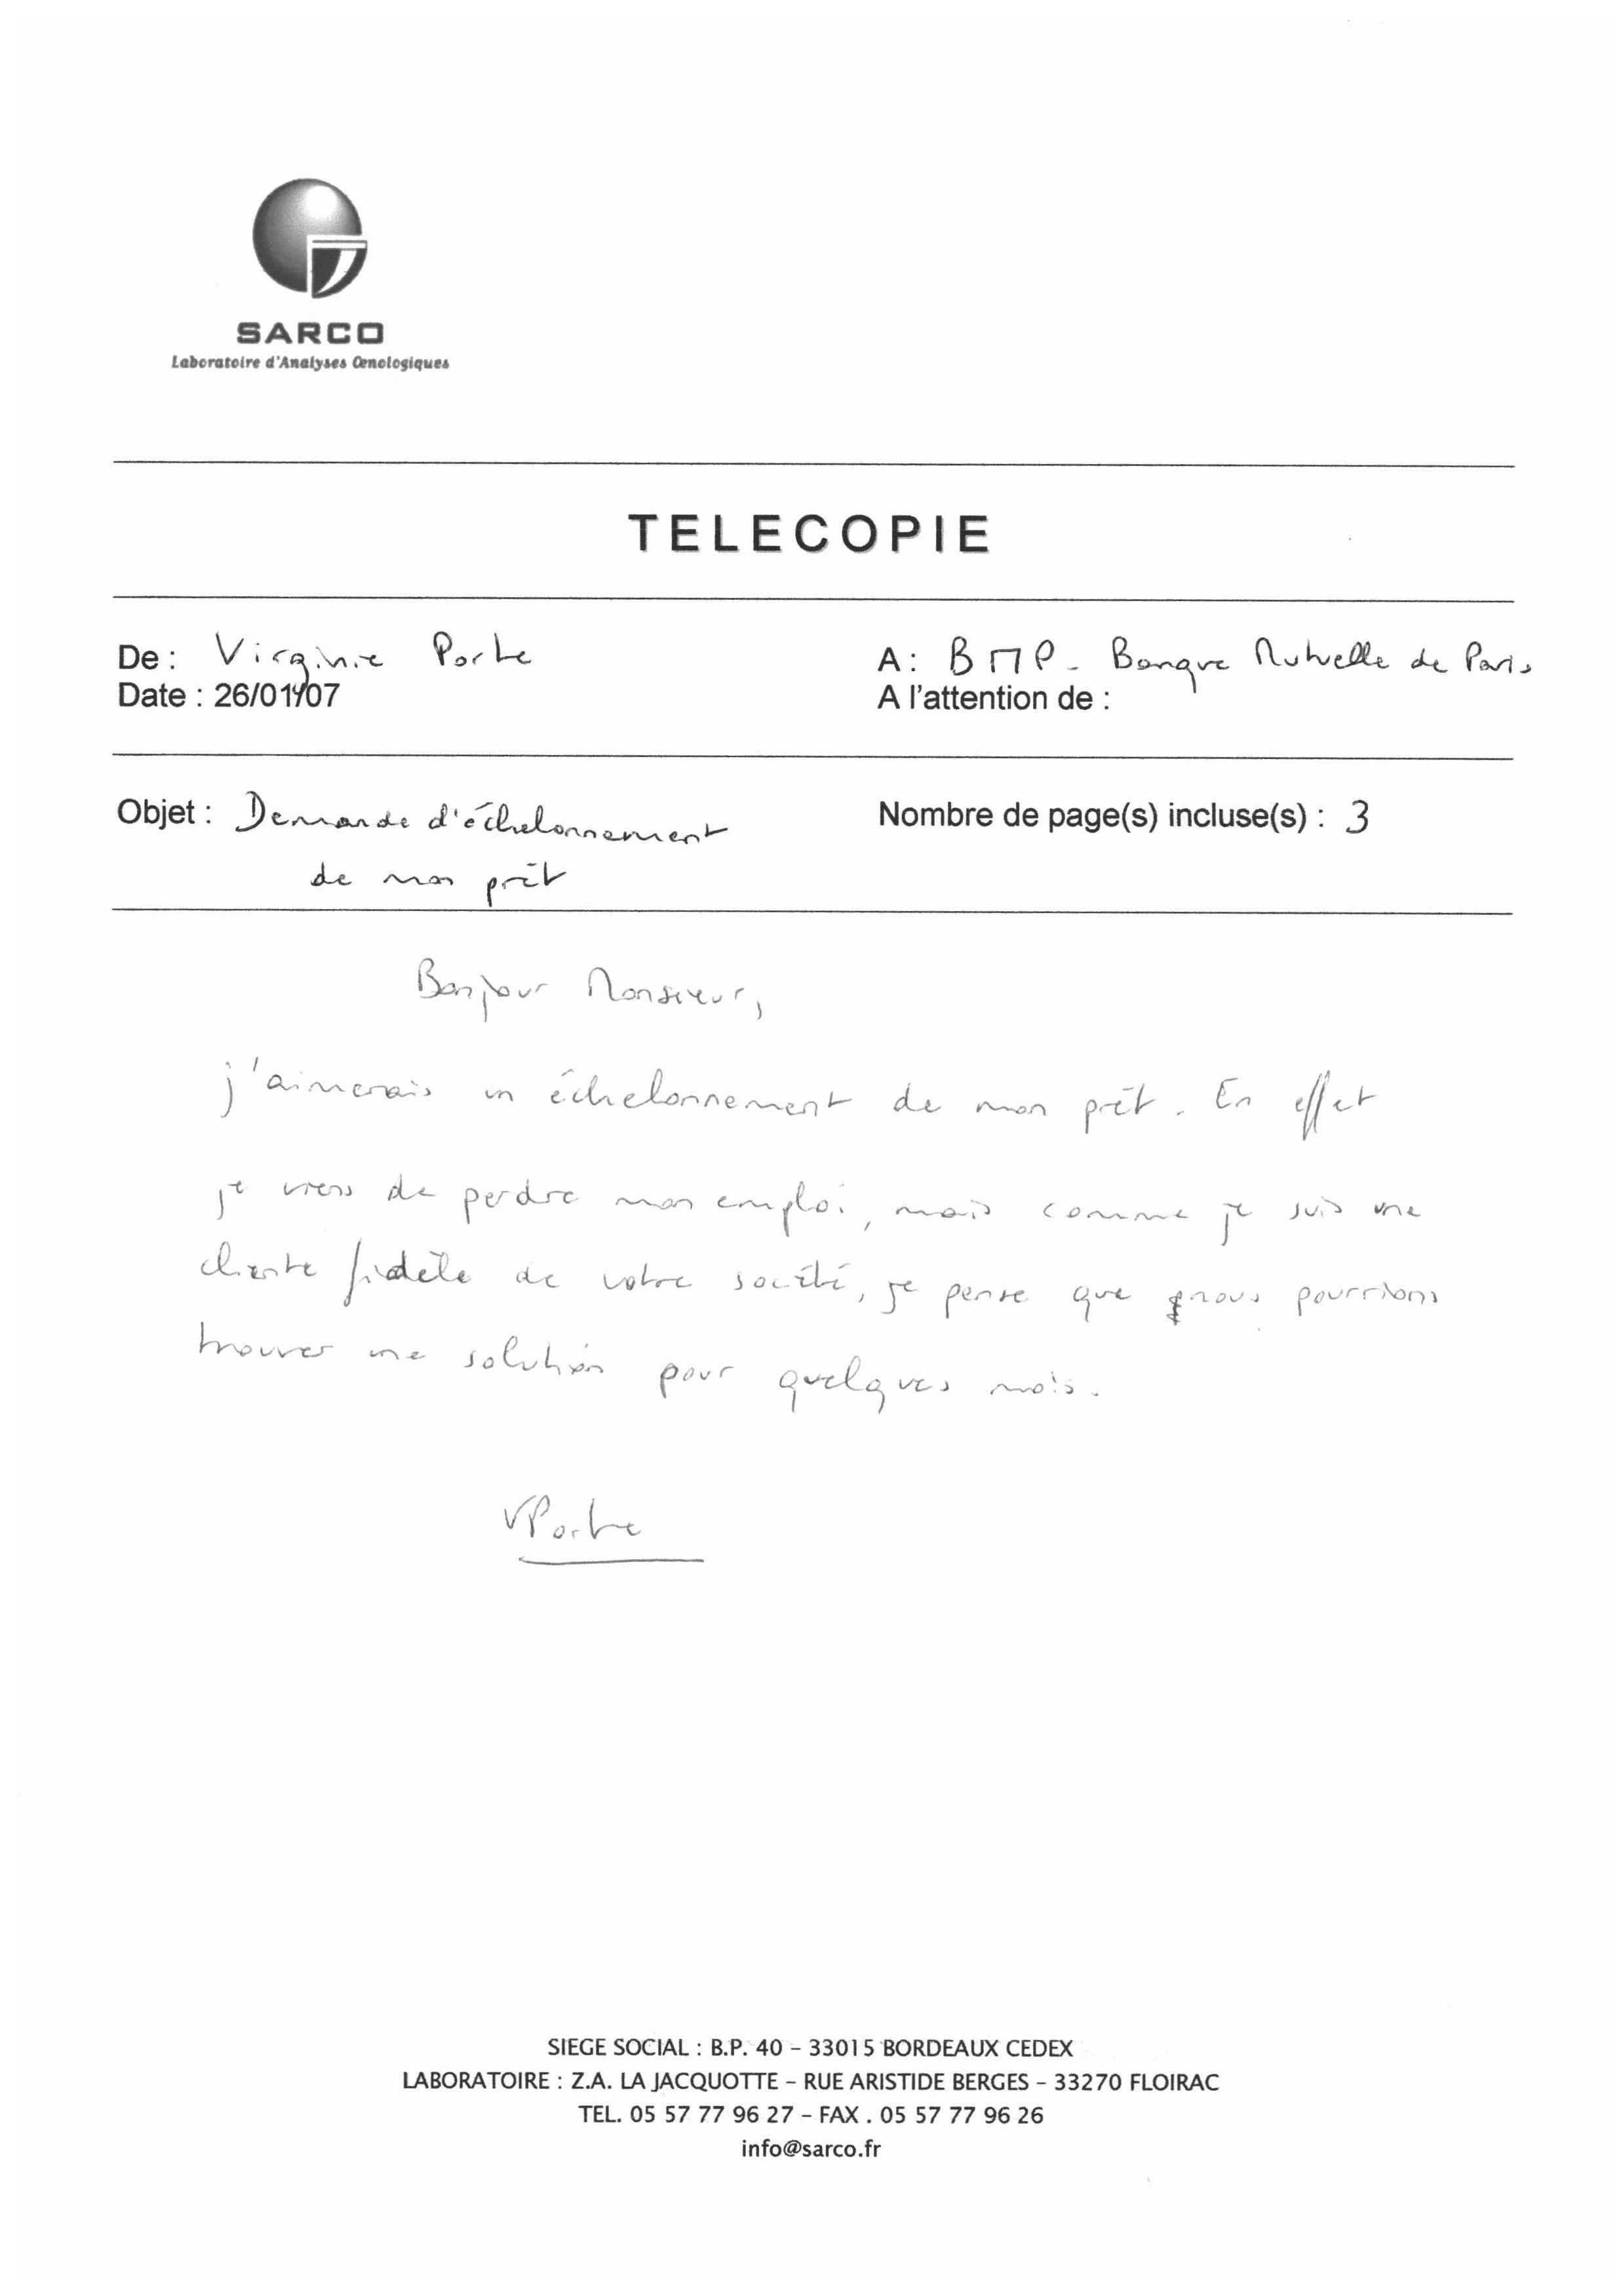 SARCO
Laboratoire d'Analyses Œnologiques
TELECOPIE
De : Virginie Porte
A : BMP - Banque Mutuelle de Paris
Date : 26/01/07
A l'attention de :
Objet : Demande d'échelonnement
de mon prêt
Nombre de page(s) incluse(s) : 3
Bonjour Monsieur,
j'aimerais un échelonnement de mon prêt. En effet
je viens de perdre mon emploi, mais comme je suis une
cliente fidèle de votre société, je pense que nous pourrions
trouver une solution pour quelques mois.
VPorte
SIEGE SOCIAL : B.P. 40 – 33015 BORDEAUX CEDEX
LABORATOIRE : Z.A. LA JACQUOTTE – RUE ARISTIDE BERGES – 33270 FLOIRAC
TEL. 05 57 77 96 27 – FAX . 05 57 77 96 26
info@sarco.fr